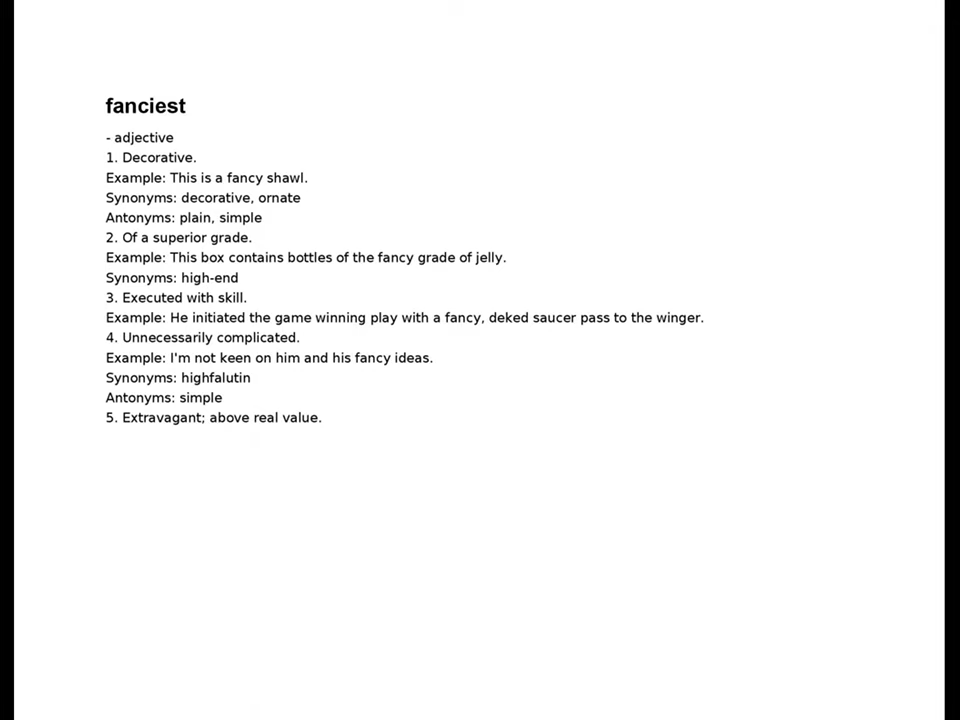 fanciest
- adjective
1. Decorative.
Example: This is a fancy shawl.
Synonyms: decorative, ornate
Antonyms: plain, simple
2. Of a superior grade.
Example: This box contains bottles of the fancy grade of jelly.
Synonyms: high-end
3. Executed with skill.
Example: He initiated the game winning play with a fancy, deked saucer pass to the winger.
4. Unnecessarily complicated.
Example: I'm not keen on him and his fancy ideas.
Synonyms: highfalutin
Antonyms: simple
5. Extravagant; above real value.